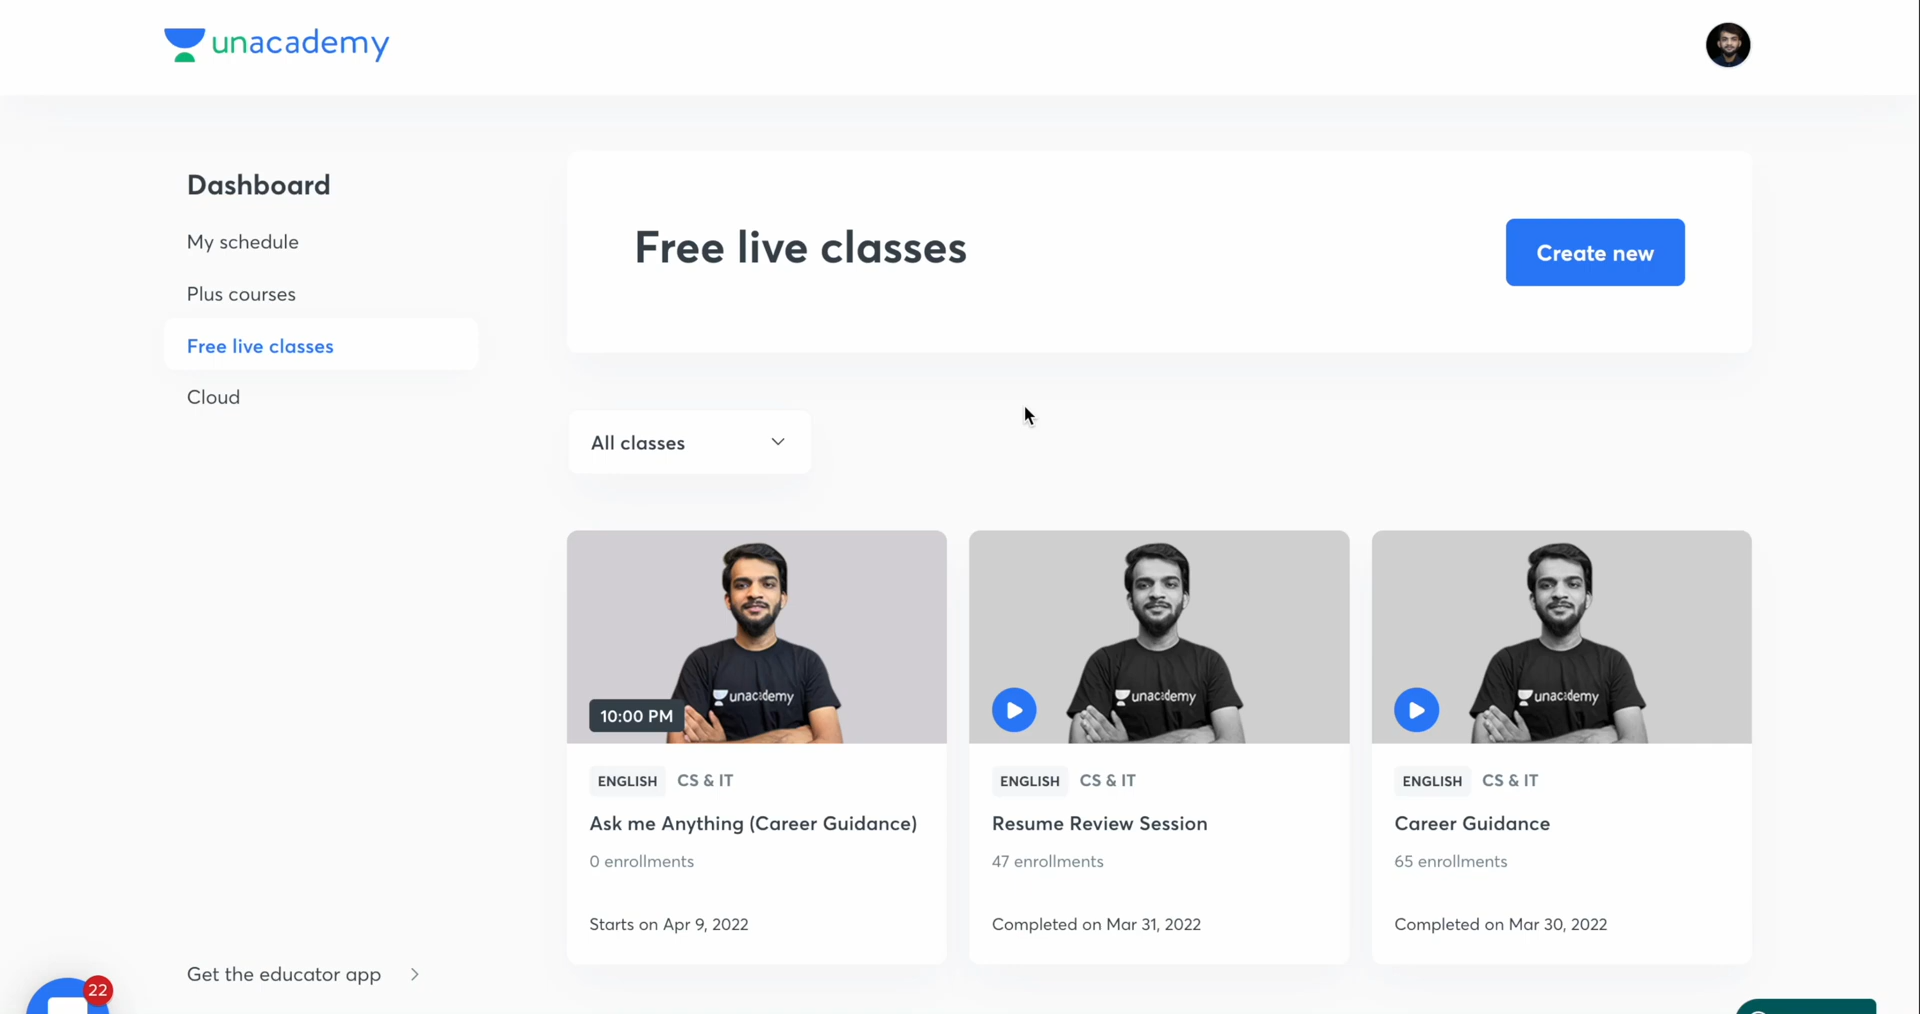 unacademy
Dashboard
My schedule
Plus courses
Free live classes
Cloud
Get the educator app
22
Free live classes
Create new
All classes
unacademy
10:00 PM
ENGLISH CS & IT
Ask me Anything (Career Guidance)
0 enrollments
Starts on Apr 9, 2022
unacademy
ENGLISH CS & IT
Resume Review Session
47 enrollments
Completed on Mar 31, 2022
unacademy
ENGLISH CS & IT
Career Guidance
65 enrollments
Completed on Mar 30, 2022